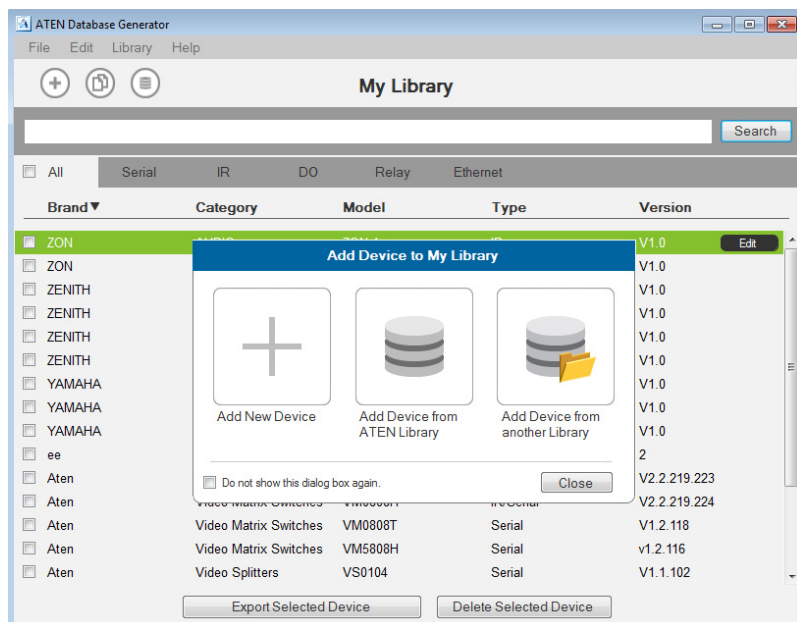 ATEN Database Generator
File Edit Library Help
My Library
Search
All Serial IR DO Relay Ethernet
Brand▼ Category Model Type Version
ZON V1.0 Edit
Add Device to My Library
ZON V1.0
ZENITH V1.0
ZENITH V1.0
ZENITH V1.0
ZENITH V1.0
YAMAHA V1.0
YAMAHA V1.0
YAMAHA V1.0
Add New Device
Add Device from
ATEN Library
Add Device from
another Library
ee 2
Aten V2.2.219.223
Do not show this dialog box again. Close
Aten Video Matrix Switches V2.2.219.224
Aten Video Matrix Switches VM0808T Serial V1.2.118
Aten Video Matrix Switches VM5808H Serial v1.2.116
Aten Video Splitters VS0104 Serial V1.1.102
Export Selected Device Delete Selected Device